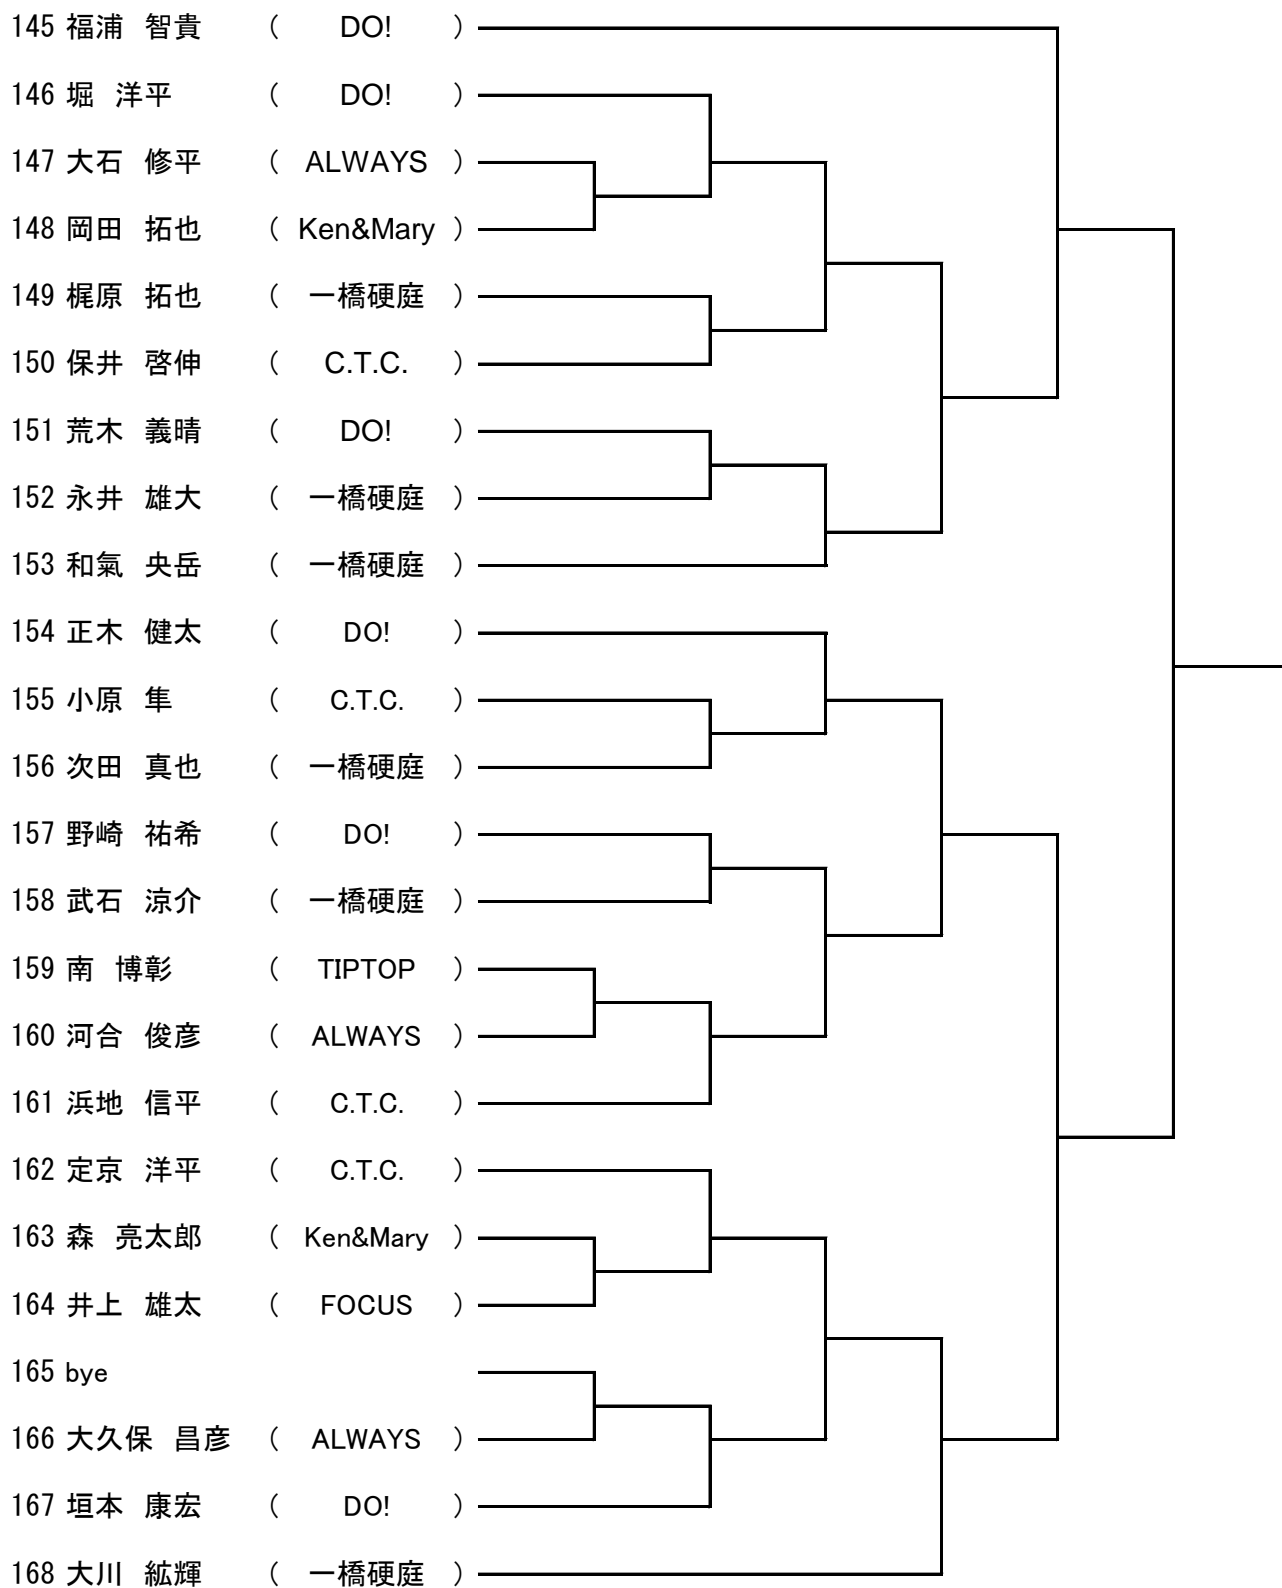 145 福浦 智貴 ( DO! )
146 堀 洋平 ( DO! )
147 大石 修平 ( ALWAYS )
148 岡田 拓也 ( Ken&Mary )
149 梶原 拓也 ( 一橋硬庭 )
150 保井 啓伸 ( C.T.C. )
151 荒木 義晴 ( DO! )
152 永井 雄大 ( 一橋硬庭 )
153 和氣 央岳 ( 一橋硬庭 )
154 正木 健太 ( DO! )
155 小原 隼 ( C.T.C. )
156 次田 真也 ( 一橋硬庭 )
157 野崎 祐希 ( DO! )
158 武石 涼介 ( 一橋硬庭 )
159 南 博彰 ( TIPTOP )
160 河合 俊彦 ( ALWAYS )
161 浜地 信平 ( C.T.C. )
162 定京 洋平 ( C.T.C. )
163 森 亮太郎 ( Ken&Mary )
164 井上 雄太 ( FOCUS )
165 bye
166 大久保 昌彦 ( ALWAYS )
167 垣本 康宏 ( DO! )
168 大川 紘輝 ( 一橋硬庭 )